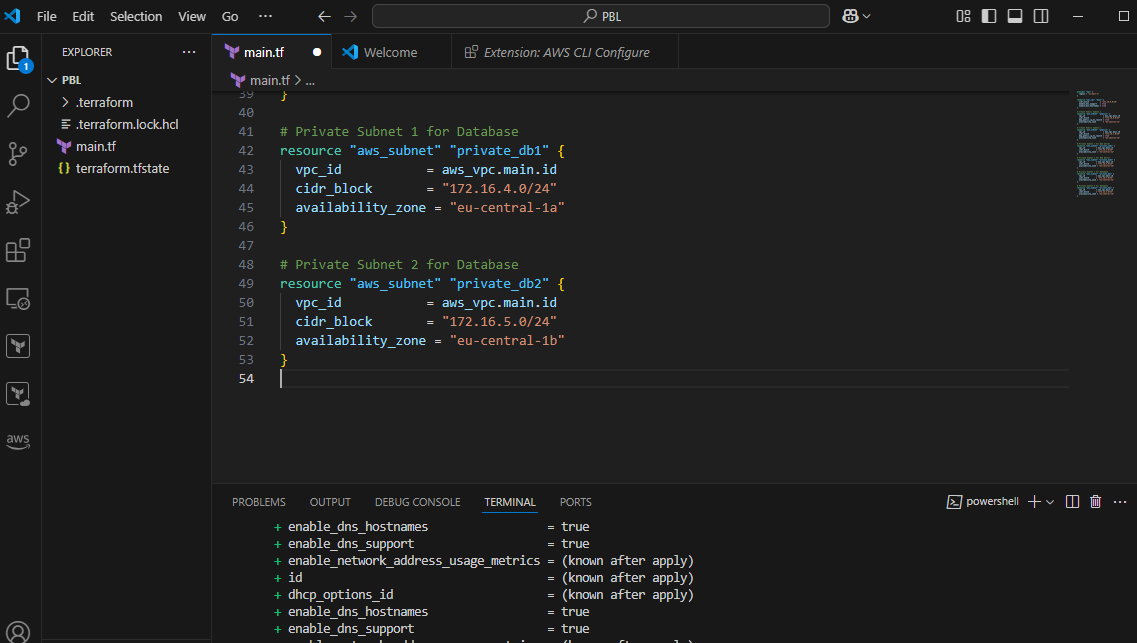 File Edit Selection View Go ··· PBL
EXPLORER ···
1
PBL
.terraform
.terraform.lock.hcl
main.tf
{} terraform.tfstate
aws
main.tf Welcome Extension: AWS CLI Configure
main.tf > ...
39 }
40
41 # Private Subnet 1 for Database
42 resource "aws_subnet" "private_db1" {
43 vpc_id = aws_vpc.main.id
44 cidr_block = "172.16.4.0/24"
45 availability_zone = "eu-central-1a"
46 }
47
48 # Private Subnet 2 for Database
49 resource "aws_subnet" "private_db2" {
50 vpc_id = aws_vpc.main.id
51 cidr_block = "172.16.5.0/24"
52 availability_zone = "eu-central-1b"
53 }
54
PROBLEMS OUTPUT DEBUG CONSOLE TERMINAL PORTS powershell
+ enable_dns_hostnames = true
+ enable_dns_support = true
+ enable_network_address_usage_metrics = (known after apply)
+ id = (known after apply)
+ dhcp_options_id = (known after apply)
+ enable_dns_hostnames = true
+ enable_dns_support = true